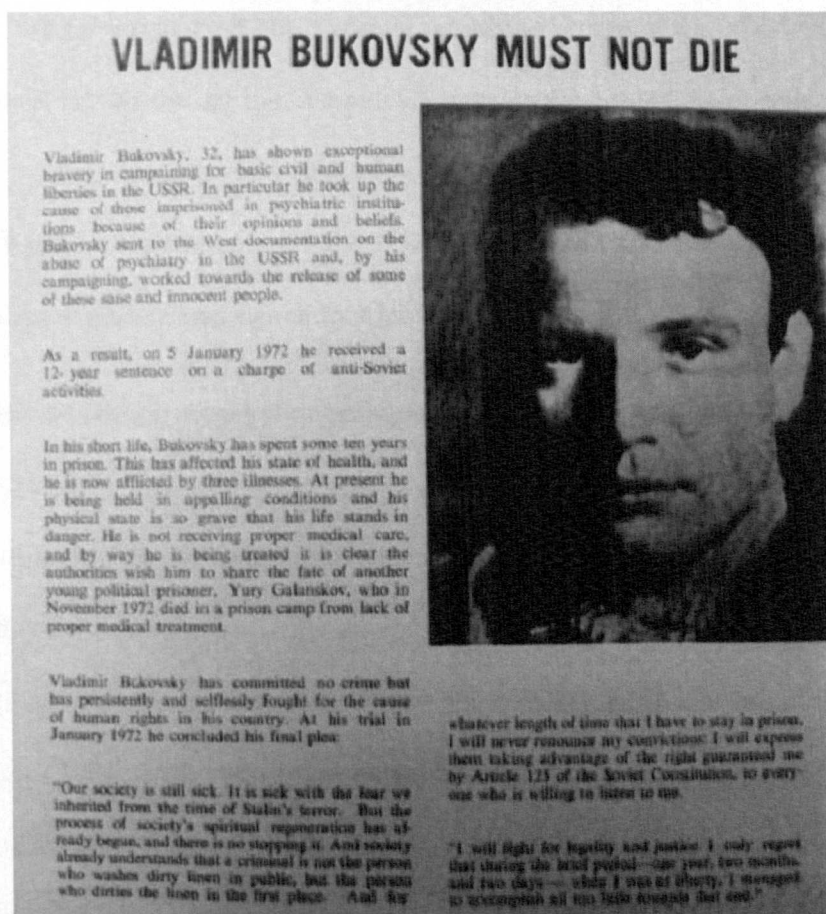 VLADIMIR BUKOVSKY MUST NOT DIE
Vladimir Bukovsky, 32, has shown exceptional
bravery in campaining for basic civil and human
liberties in the USSR. In particular he took up the
cause of those imprisoned in psychiatric institu-
tions because of their opinions and beliefs.
Bukovsky sent to the West documentation on the
abuse of psychiatry in the USSR and, by his
campaigning, worked towards the release of some
of these sane and innocent people.
As a result, on 5 January 1972 he received a
12- year sentence on a charge of anti-Soviet
activities.
In his short life, Bukovsky has spent some ten years
in prison. This has affected his state of health, and
he is now afflicted by three illnesses. At present he
is being held in appalling conditions and his
physical state is so grave that his life stands in
danger. He is not receiving proper medical care,
and by way he is being treated it is clear the
authorities wish him to share the fate of another
young political prisoner, Yury Galanskov, who in
November 1972 died in a prison camp from lack of
proper medical treatment.
Vladimir Bukovsky has committed no crime but
has persistently and selflessly fought for the cause
of human rights in his country. At his trial in
January 1972 he concluded his final plea:
"Our society is still sick. It is sick with the fear we
inherited from the time of Stalin's terror. But the
process of society's spiritual regeneration has al-
ready begun, and there is no stopping it. And society
already understands that a criminal is not the person
who washes dirty linen in public, but the person
who dirties the linen in the first place. And for
whatever length of time that I have to stay in prison,
I will never renounce my convictions: I will express
them taking advantage of the right guaranteed me
by Article 125 of the Soviet Constitution, to every-
one who is willing to listen to me.
"I will fight for legality and justice. I only regret
that during the brief period—one year, two months,
and two days — when I was at liberty, I managed
to accomplish all too little towards that end."